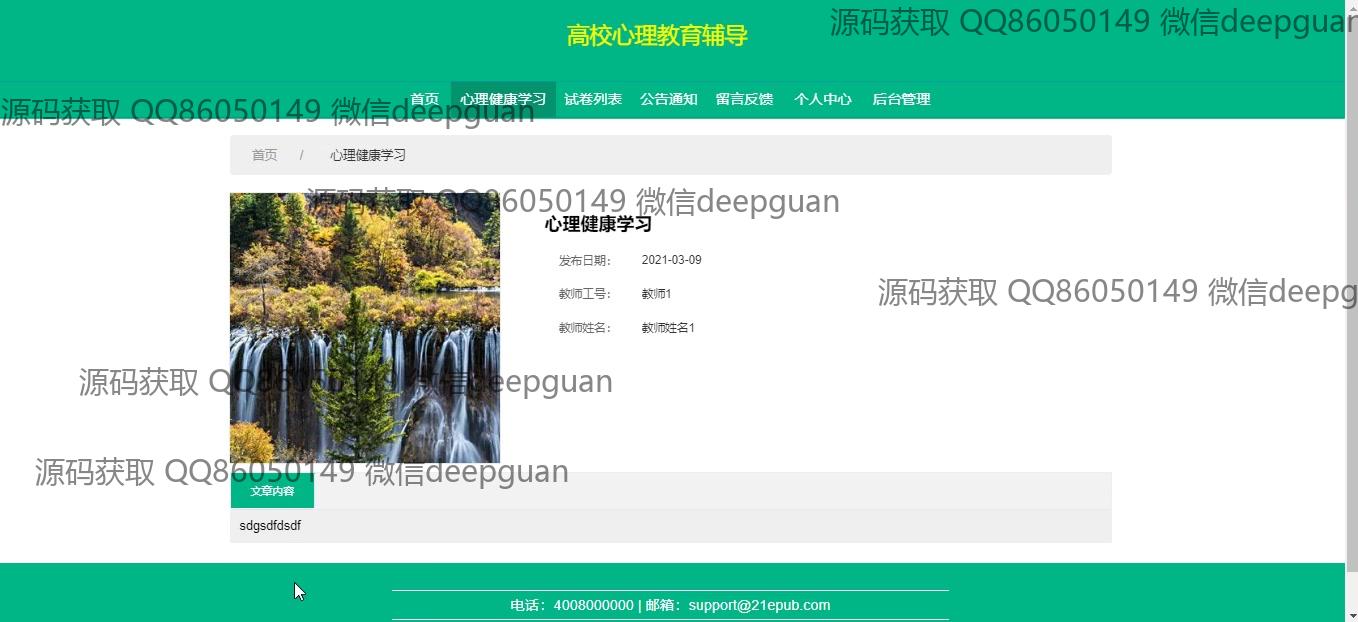 高校心理教育辅导
源码获取 QQ86050149 微信deepguan
首页 心理健康学习 试卷列表 公告通知 留言反馈 个人中心 后台管理
源码获取 QQ86050149 微信deepguan
首页 / 心理健康学习
源码获取 QQ86050149 微信deepguan
心理健康学习
发布日期: 2021-03-09
教师工号: 教师1
源码获取 QQ86050149 微信deepg
教师姓名: 教师姓名1
源码获取 QQ86050149 微信deepguan
源码获取 QQ86050149 微信deepguan
文章内容
sdgsdfdsdf
电话：4008000000 | 邮箱：support@21epub.com